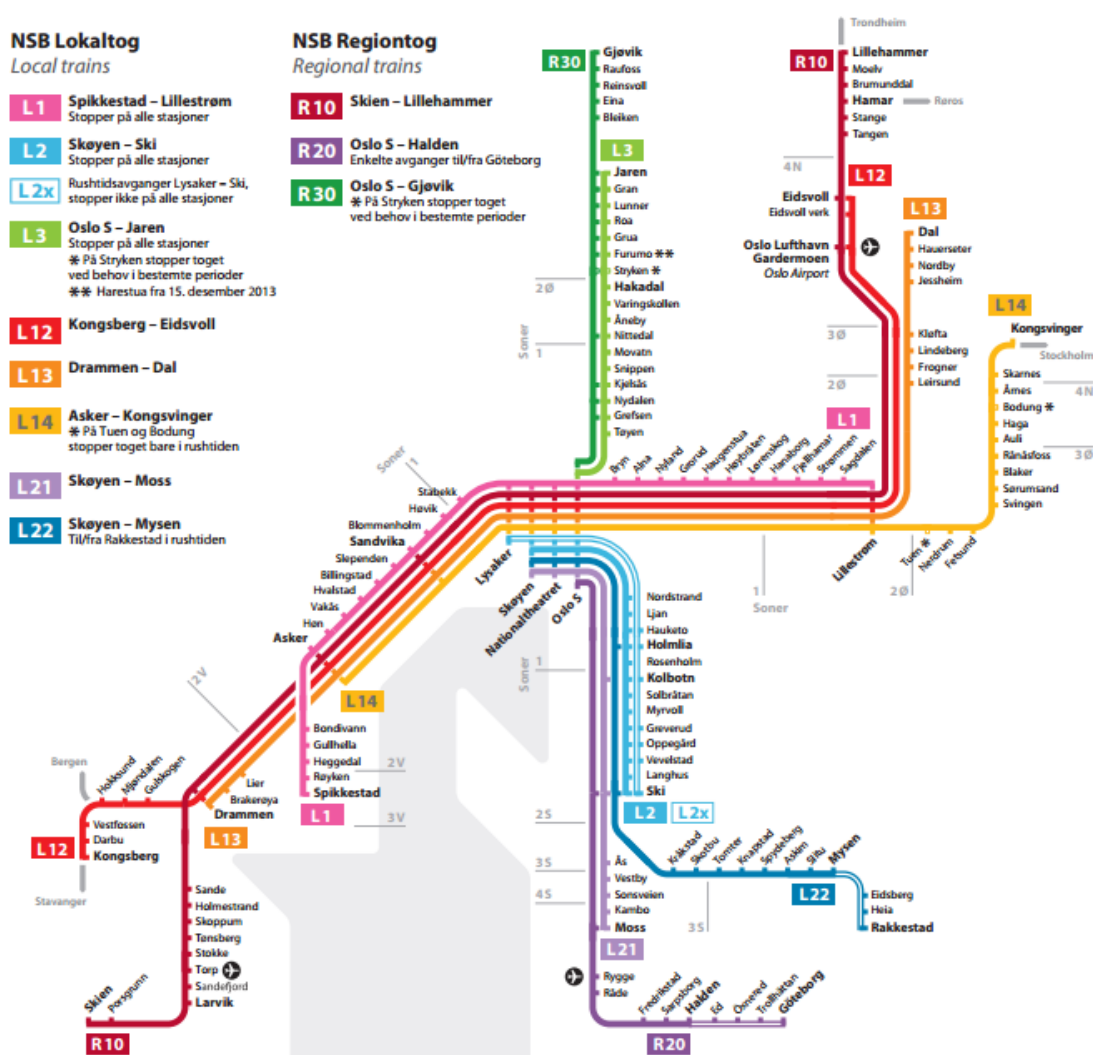 NSB Lokaltog
Local trains
L1
Spikkestad – Lillestrøm
Stopper på alle stasjoner
L2
Skøyen – Ski
Stopper på alle stasjoner
L2x
Rushtidsavganger Lysaker – Ski,
stopper ikke på alle stasjoner
L3
Oslo S – Jaren
Stopper på alle stasjoner
* På Stryken stopper toget
ved behov i bestemte perioder
** Harestua fra 15. desember 2013
L12
Kongsberg – Eidsvoll
L13
Drammen – Dal
L14
Asker – Kongsvinger
* På Tuen og Bodung
stopper toget bare i rushtiden
L21
Skøyen – Moss
L22
Skøyen – Mysen
Til/fra Rakkestad i rushtiden
NSB Regiontog
Regional trains
R10
Skien – Lillehammer
R20
Oslo S – Halden
Enkelte avganger til/fra Göteborg
R30
Oslo S – Gjøvik
* På Stryken stopper toget
ved behov i bestemte perioder
R30
Gjøvik
Raufoss
Reinsvoll
Eina
Bleiken
L3
Jaren
Gran
Lunner
Roa
Grua
Furumo **
Stryken *
Hakadal
Varingskollen
Åneby
Nittedal
Movatn
Snippen
Kjelsås
Nydalen
Grefsen
Tøyen
2Ø
Soner
1
Trondheim
R10
Lillehammer
Moelv
Brumunddal
Hamar
Røros
Stange
Tangen
4N
L12
Eidsvoll
Eidsvoll verk
Oslo Lufthavn
Gardermoen
Oslo Airport
L13
Dal
Hauerseter
Nordby
Jessheim
Kløfta
Lindeberg
Frogner
Leirsund
3Ø
2Ø
L14
Kongsvinger
Stockholm
Skarnes
Årnes
4N
Bodung *
Haga
Auli
Rånåsfoss
3Ø
Blaker
Sørumsand
Svingen
L1
Bryn
Alna
Nyland
Grorud
Haugenstua
Høybråten
Lørenskog
Hanaborg
Fjellhamar
Strømmen
Sagdalen
Lillestrøm
Tuen *
Nerdrum
Fetsund
1
Soner
2Ø
Soner
1
Stabekk
Høvik
Blommenholm
Sandvika
Slependen
Billingstad
Hvalstad
Vakås
Høn
Asker
Lysaker
Skøyen
Nationaltheatret
Oslo S
Nordstrand
Ljan
Hauketo
Holmlia
Rosenholm
Kolbotn
Solbråtan
Myrvoll
Greverud
Oppegård
Vevelstad
Langhus
Ski
L2
L2x
Soner
1
2S
3S
4S
2V
L14
Bondivann
Gullhella
Heggedal
Røyken
Spikkestad
L1
2V
3V
Bergen
Hokksund
Mjøndalen
Gulskogen
Vestfossen
Darbu
Kongsberg
L12
Stavanger
Lier
Brakerøya
Drammen
L13
Sande
Holmestrand
Skoppum
Tønsberg
Stokke
Torp
Sandefjord
Larvik
Skien
Porsgrunn
R10
Ås
Vestby
Sonsveien
Kambo
Moss
L21
Rygge
Råde
Kråkstad
Skotbu
Tomter
Knapstad
Spydeberg
Askim
Slitu
Mysen
3S
L22
Eidsberg
Heia
Rakkestad
Fredrikstad
Sarpsborg
Halden
Ed
Öxnered
Trollhättan
Göteborg
R20